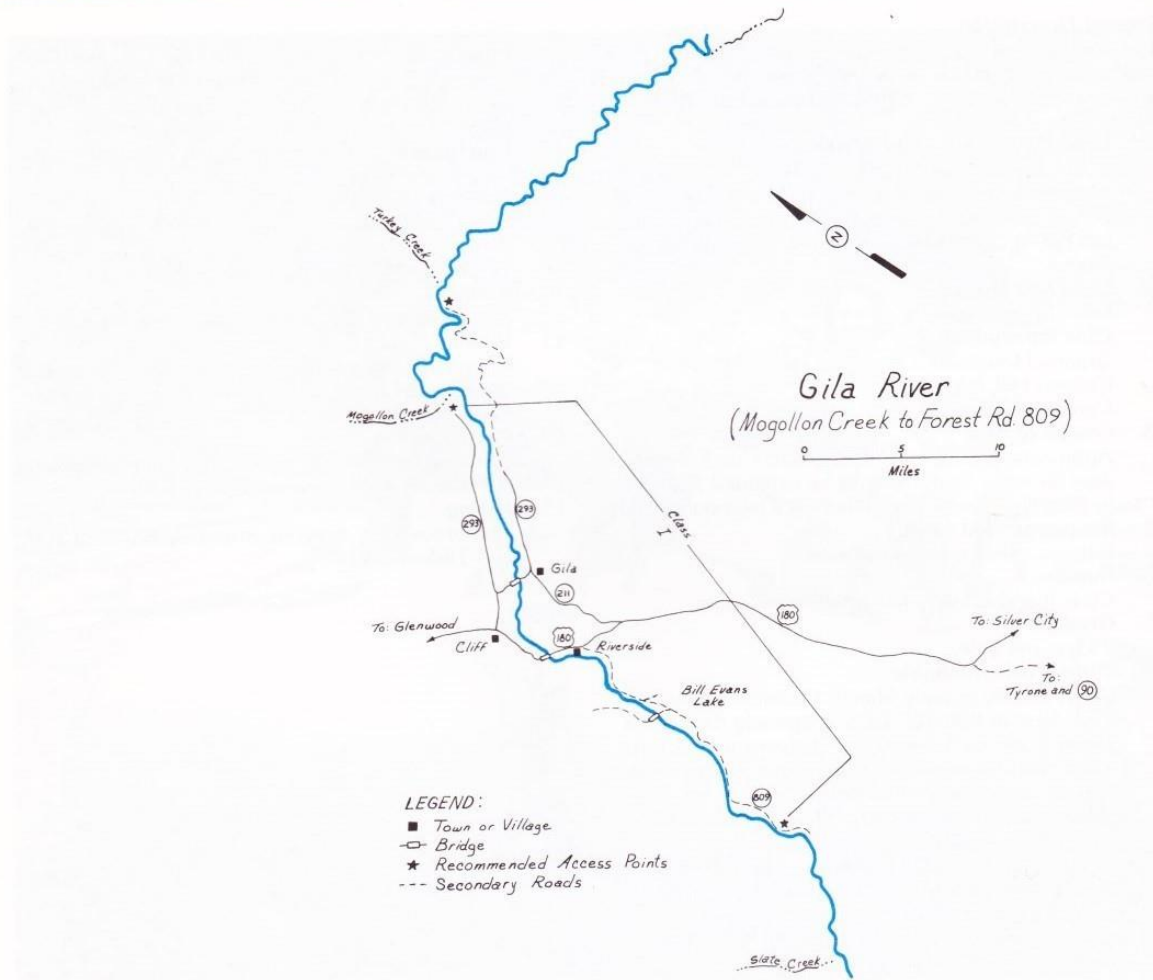 Turkey Creek
N
Gila River
(Mogollon Creek to Forest Rd. 809)
0 5 10
Miles
Mogollon Creek
293
293
Class
I
Gila
211
180
To: Glenwood
Cliff
180
Riverside
To: Silver City
To:
Tyrone and 90
Bill Evans
Lake
809
LEGEND:
Town or Village
Bridge
Recommended Access Points
Secondary Roads
Slate Creek